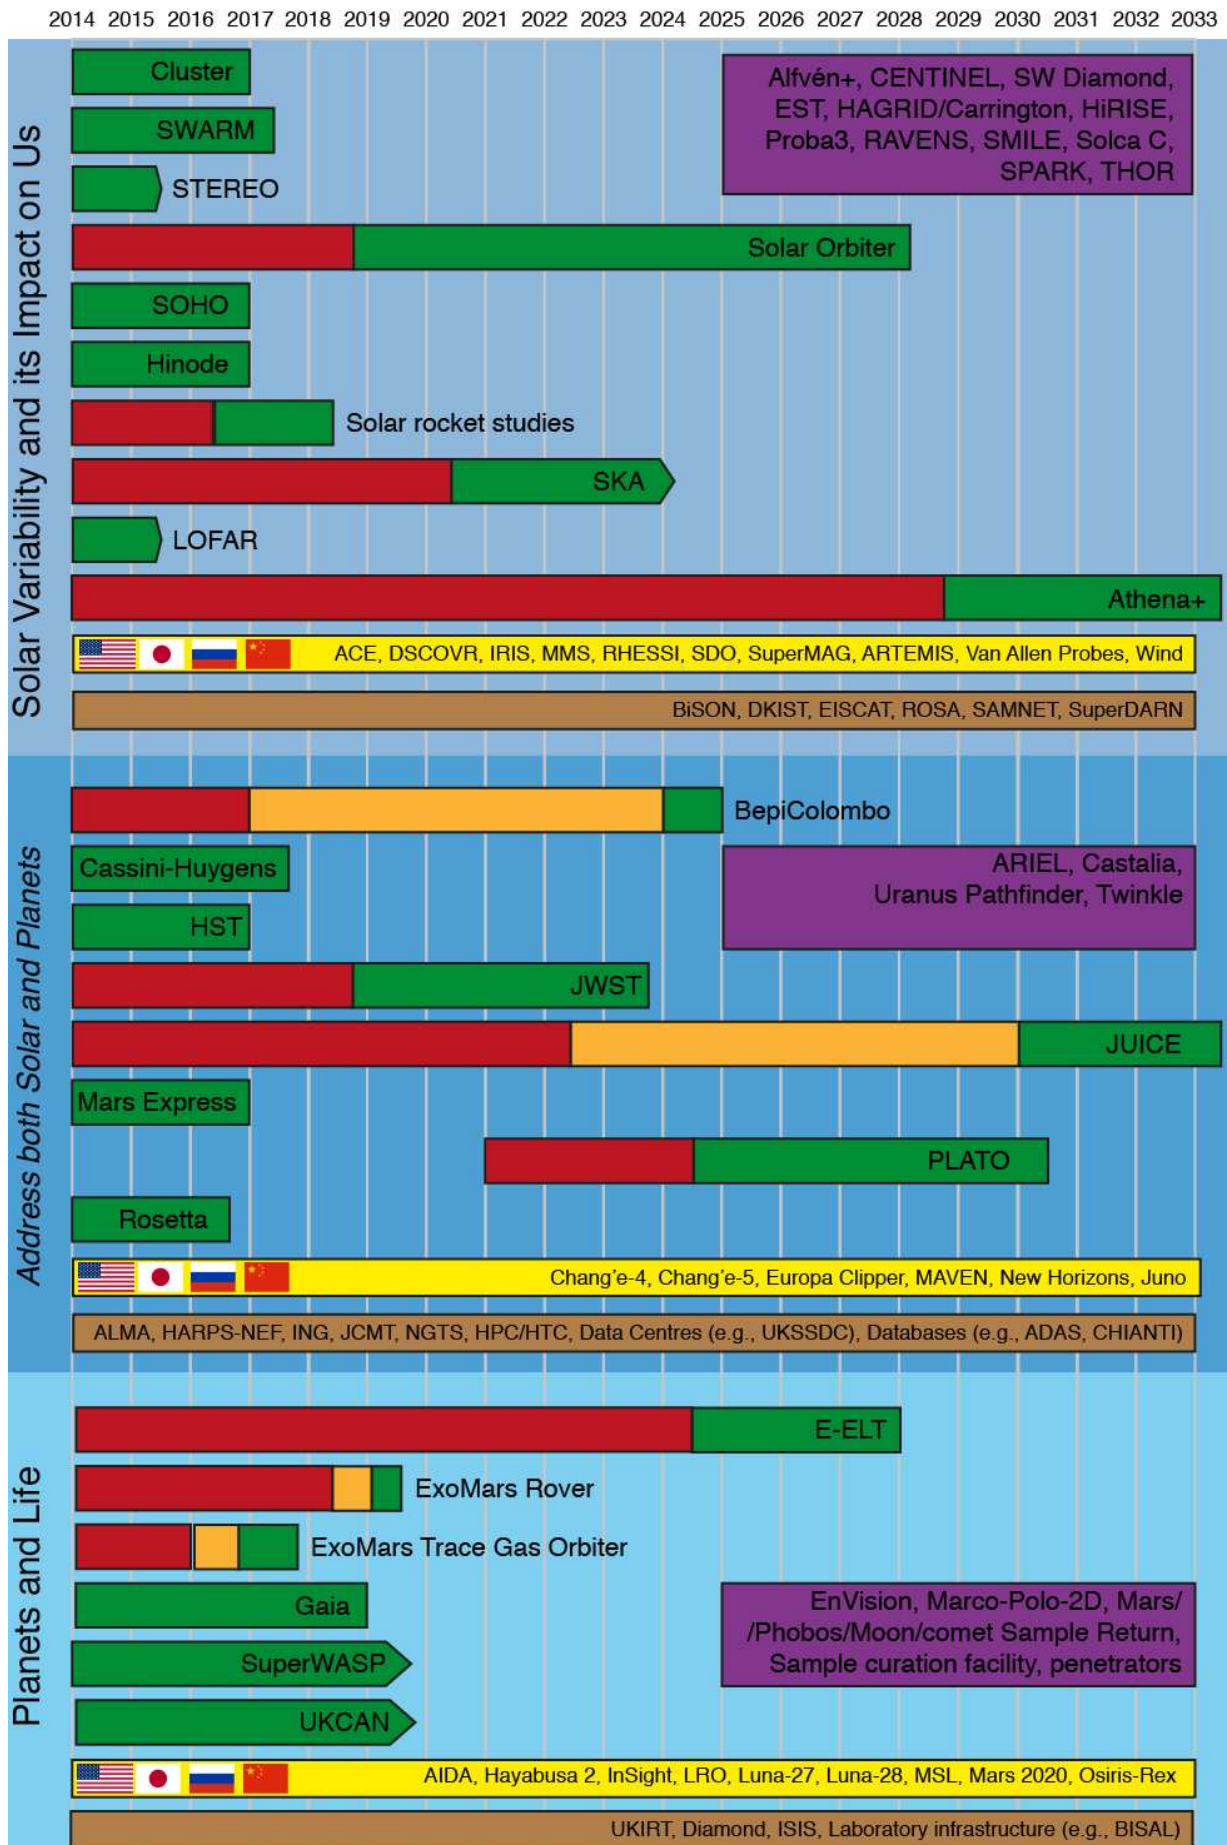 2014 2015 2016 2017 2018 2019 2020 2021 2022 2023 2024 2025 2026 2027 2028 2029 2030 2031 2032 2033
Solar Variability and its Impact on Us
Cluster
Alfvén+, CENTINEL, SW Diamond,
EST, HAGRID/Carrington, HiRISE,
Proba3, RAVENS, SMILE, Solca C,
SPARK, THOR
SWARM
STEREO
Solar Orbiter
SOHO
Hinode
Solar rocket studies
SKA
LOFAR
Athena+
ACE, DSCOVR, IRIS, MMS, RHESSI, SDO, SuperMAG, ARTEMIS, Van Allen Probes, Wind
BiSON, DKIST, EISCAT, ROSA, SAMNET, SuperDARN
Address both Solar and Planets
BepiColombo
Cassini-Huygens
ARIEL, Castalia,
Uranus Pathfinder, Twinkle
HST
JWST
JUICE
Mars Express
PLATO
Rosetta
Chang'e-4, Chang'e-5, Europa Clipper, MAVEN, New Horizons, Juno
ALMA, HARPS-NEF, ING, JCMT, NGTS, HPC/HTC, Data Centres (e.g., UKSSDC), Databases (e.g., ADAS, CHIANTI)
Planets and Life
E-ELT
ExoMars Rover
ExoMars Trace Gas Orbiter
Gaia
EnVision, Marco-Polo-2D, Mars/
/Phobos/Moon/comet Sample Return,
Sample curation facility, penetrators
SuperWASP
UKCAN
AIDA, Hayabusa 2, InSight, LRO, Luna-27, Luna-28, MSL, Mars 2020, Osiris-Rex
UKIRT, Diamond, ISIS, Laboratory infrastructure (e.g., BISAL)